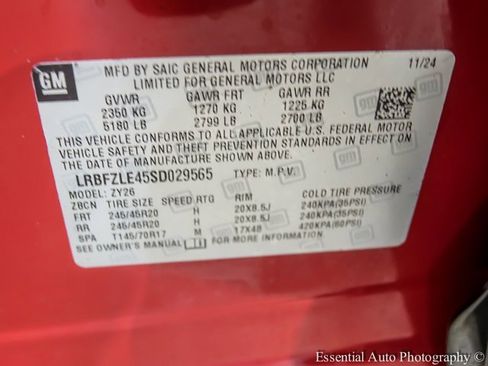 GM
MFD BY SAIC GENERAL MOTORS CORPORATION 11/24
LIMITED FOR GENERAL MOTORS LLC
GVWR GAWR FRT GAWR RR
2350 KG 1270 KG 1225 KG
5180 LB 2799 LB 2700 LB
THIS VEHICLE CONFORMS TO ALL APPLICABLE U.S. FEDERAL MOTOR
VEHICLE SAFETY AND THEFT PREVENTION STANDARDS IN EFFECT ON
THE DATE OF MANUFACTURE SHOWN ABOVE.
LRBFZLE45SD029565 TYPE: M.P.V.
MODEL: ZY26
7BCN TIRE SIZE SPEED RTG RIM COLD TIRE PRESSURE
FRT 245/45R20 H 20X8.5J 240KPA(35PSI)
RR 245/45R20 H 20X8.5J 240KPA(35PSI)
SPA T145/70R17 M 17X4B 420KPA(60PSI)
SEE OWNER'S MANUAL
Essential Auto Photography ©